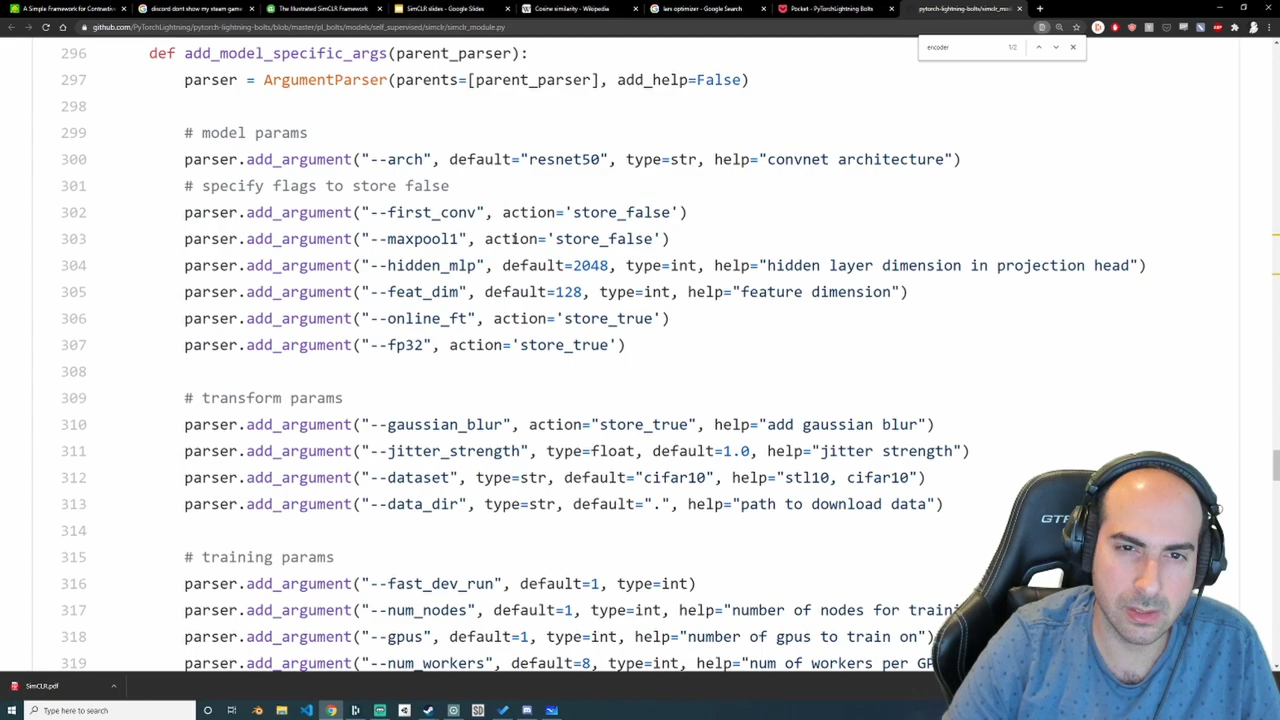 A Simple Framework for Contrasti
discord dont show my steam game
The Illustrated SimCLR Framework
SimCLR slides - Google Slides
Cosine similarity - Wikipedia
lars optimizer - Google Search
Pocket - PyTorchLightning Bolts
pytorch-lightning-bolts/simclr_mo
github.com/PyTorchLightning/pytorch-lightning-bolts/blob/master/pl_bolts/models/self_supervised/simclr/simclr_module.py
encoder 1/2
296 def add_model_specific_args(parent_parser):
297 parser = ArgumentParser(parents=[parent_parser], add_help=False)
298
299 # model params
300 parser.add_argument("--arch", default="resnet50", type=str, help="convnet architecture")
301 # specify flags to store false
302 parser.add_argument("--first_conv", action='store_false')
303 parser.add_argument("--maxpool1", action='store_false')
304 parser.add_argument("--hidden_mlp", default=2048, type=int, help="hidden layer dimension in projection head")
305 parser.add_argument("--feat_dim", default=128, type=int, help="feature dimension")
306 parser.add_argument("--online_ft", action='store_true')
307 parser.add_argument("--fp32", action='store_true')
308
309 # transform params
310 parser.add_argument("--gaussian_blur", action="store_true", help="add gaussian blur")
311 parser.add_argument("--jitter_strength", type=float, default=1.0, help="jitter strength")
312 parser.add_argument("--dataset", type=str, default="cifar10", help="stl10, cifar10")
313 parser.add_argument("--data_dir", type=str, default=".", help="path to download data")
314
315 # training params
316 parser.add_argument("--fast_dev_run", default=1, type=int)
317 parser.add_argument("--num_nodes", default=1, type=int, help="number of nodes for traini
318 parser.add_argument("--gpus", default=1, type=int, help="number of gpus to train on")
319 parser.add_argument("--num_workers", default=8, type=int, help="num of workers per GP
GT
SimCLR.pdf
Type here to search
SD